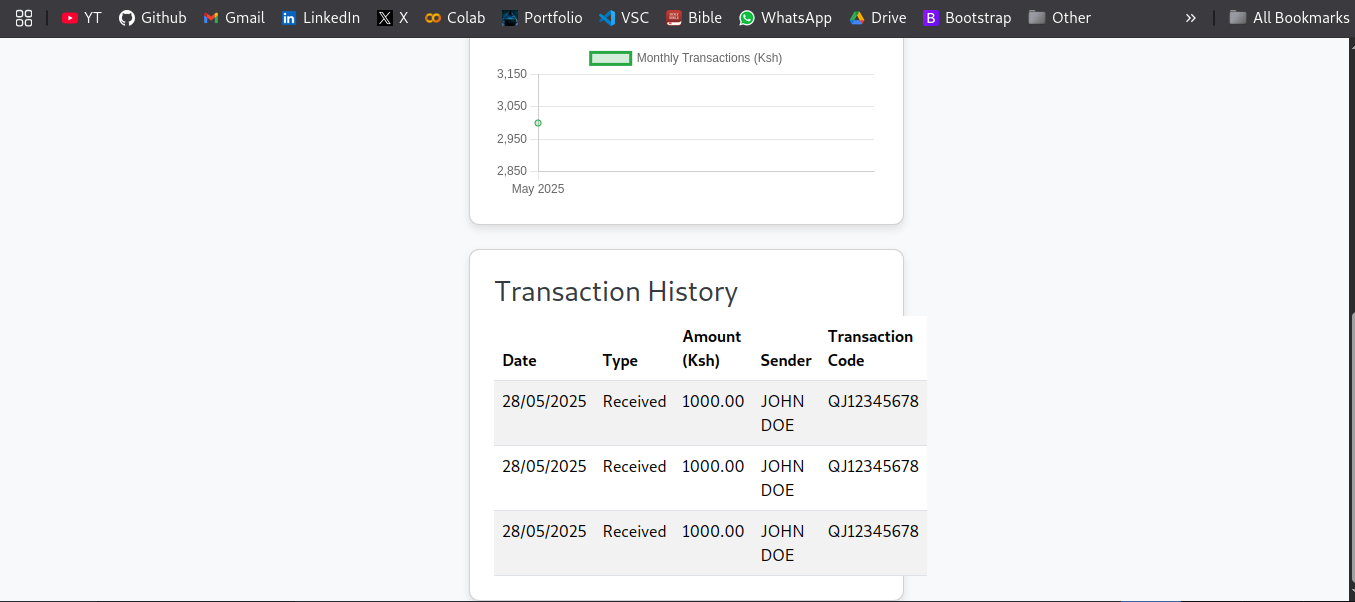 YT Github Gmail LinkedIn X Colab Portfolio VSC Bible WhatsApp Drive Bootstrap Other » All Bookmarks
Monthly Transactions (Ksh)
3,150
3,050
2,950
2,850
May 2025
Transaction History
Date Type Amount (Ksh) Sender Transaction Code
28/05/2025 Received 1000.00 JOHN DOE QJ12345678
28/05/2025 Received 1000.00 JOHN DOE QJ12345678
28/05/2025 Received 1000.00 JOHN DOE QJ12345678